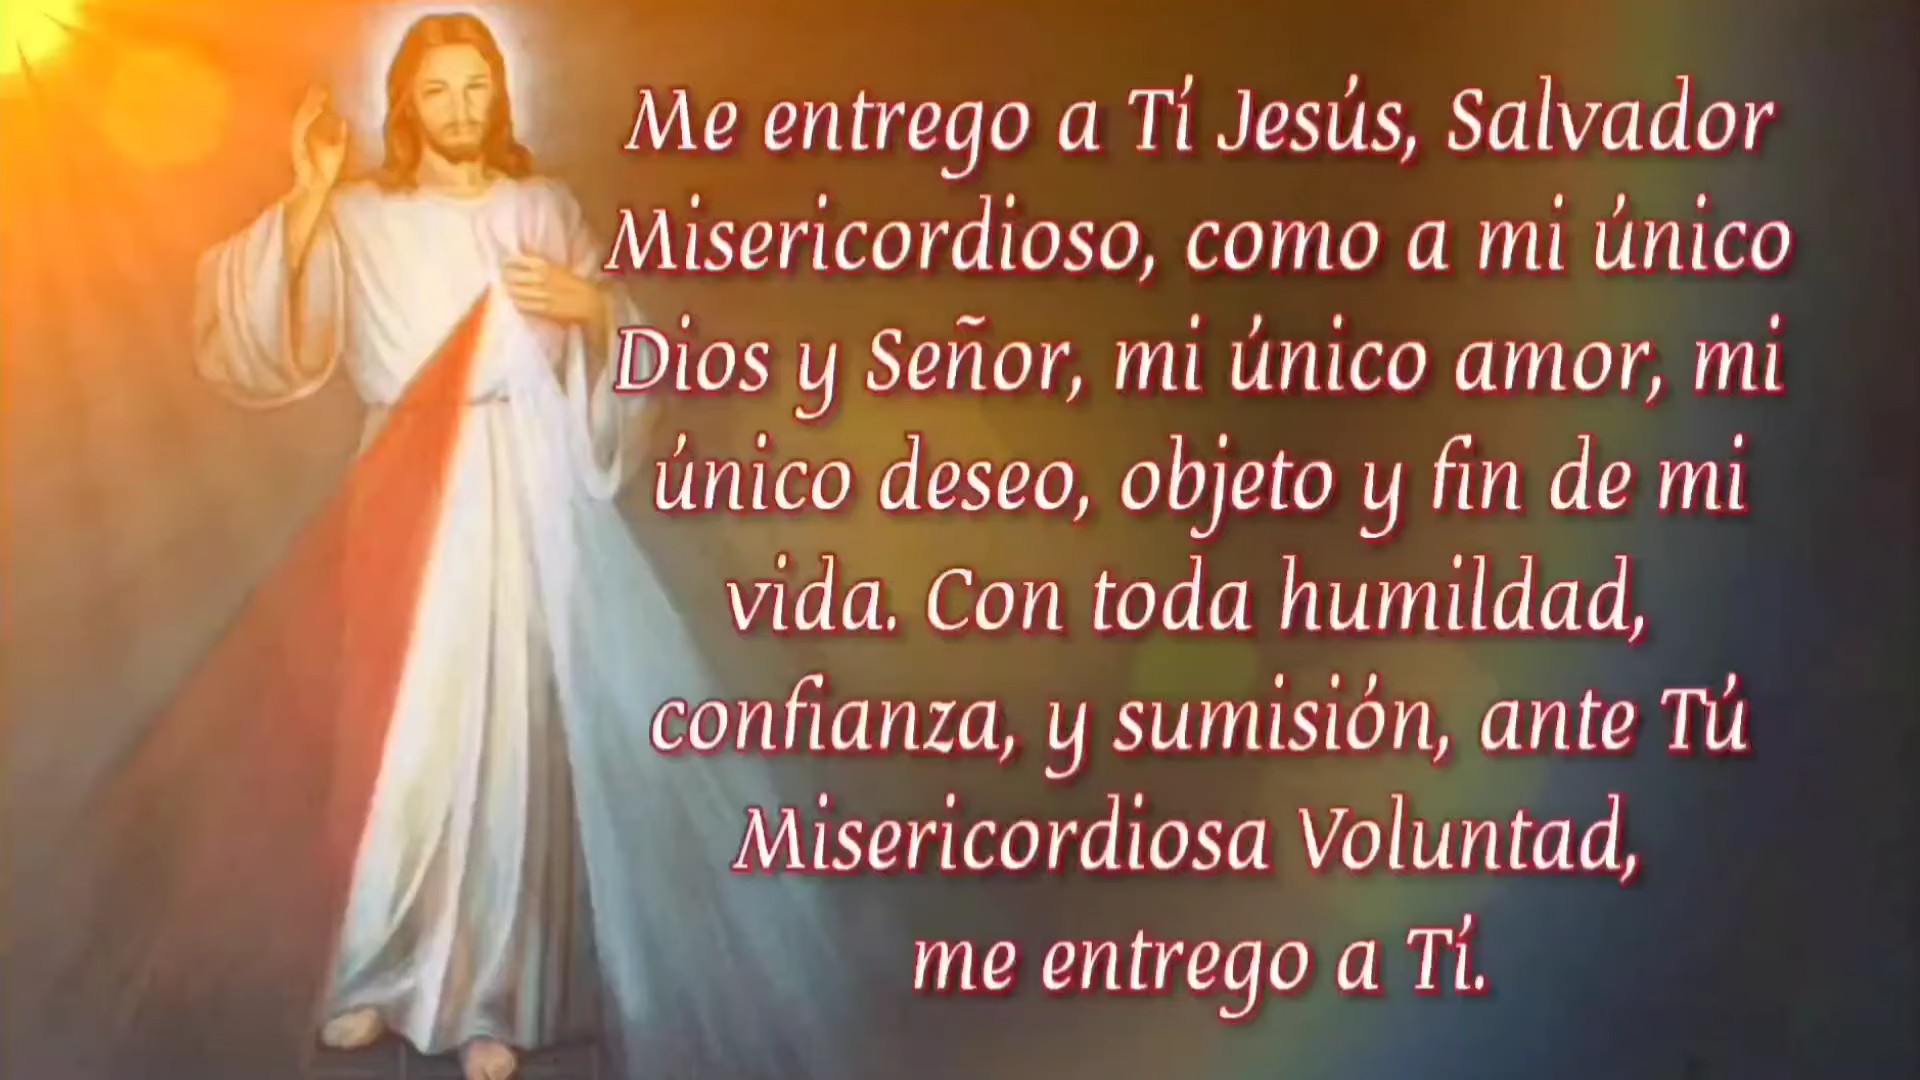 Me entrego a Tí Jesús, Salvador
Misericordioso, como a mi único
Dios y Señor, mi único amor, mi
único deseo, objeto y fin de mi
vida. Con toda humildad,
confianza, y sumisión, ante Tú
Misericordiosa Voluntad,
me entrego a Tí.